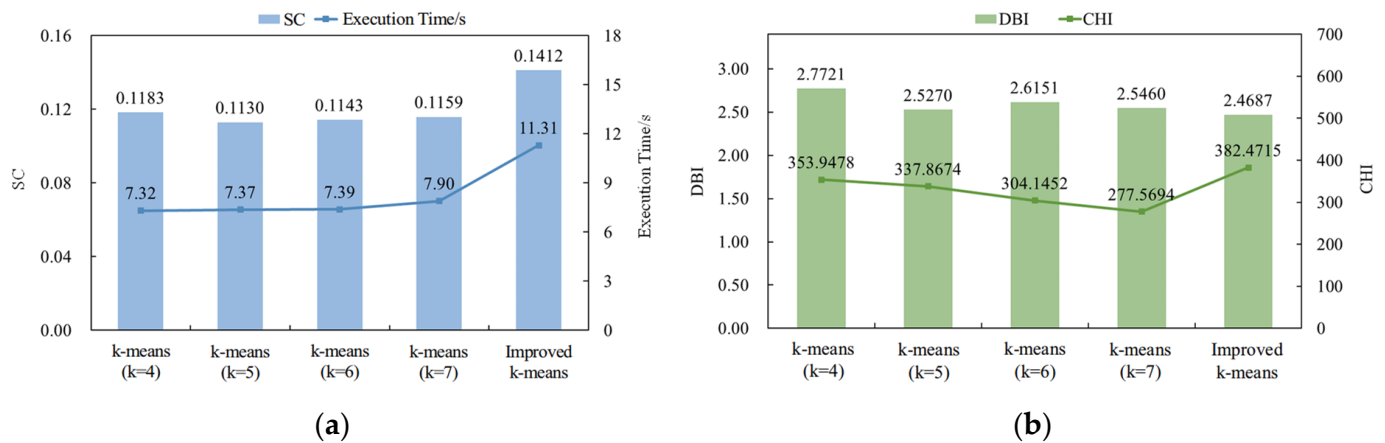 SC Execution Time/s
0.16
0.12
0.08
0.04
0.00
SC
18
15
12
9
6
3
0
Execution Time/s
0.1183
0.1130
0.1143
0.1159
0.1412
7.32
7.37
7.39
7.90
11.31
k-means
(k=4)
k-means
(k=5)
k-means
(k=6)
k-means
(k=7)
Improved
k-means
(a)
DBI CHI
3.00
2.50
2.00
1.50
1.00
0.50
0.00
DBI
700
600
500
400
300
200
100
0
CHI
2.7721
2.5270
2.6151
2.5460
2.4687
353.9478
337.8674
304.1452
277.5694
382.4715
k-means
(k=4)
k-means
(k=5)
k-means
(k=6)
k-means
(k=7)
Improved
k-means
(b)